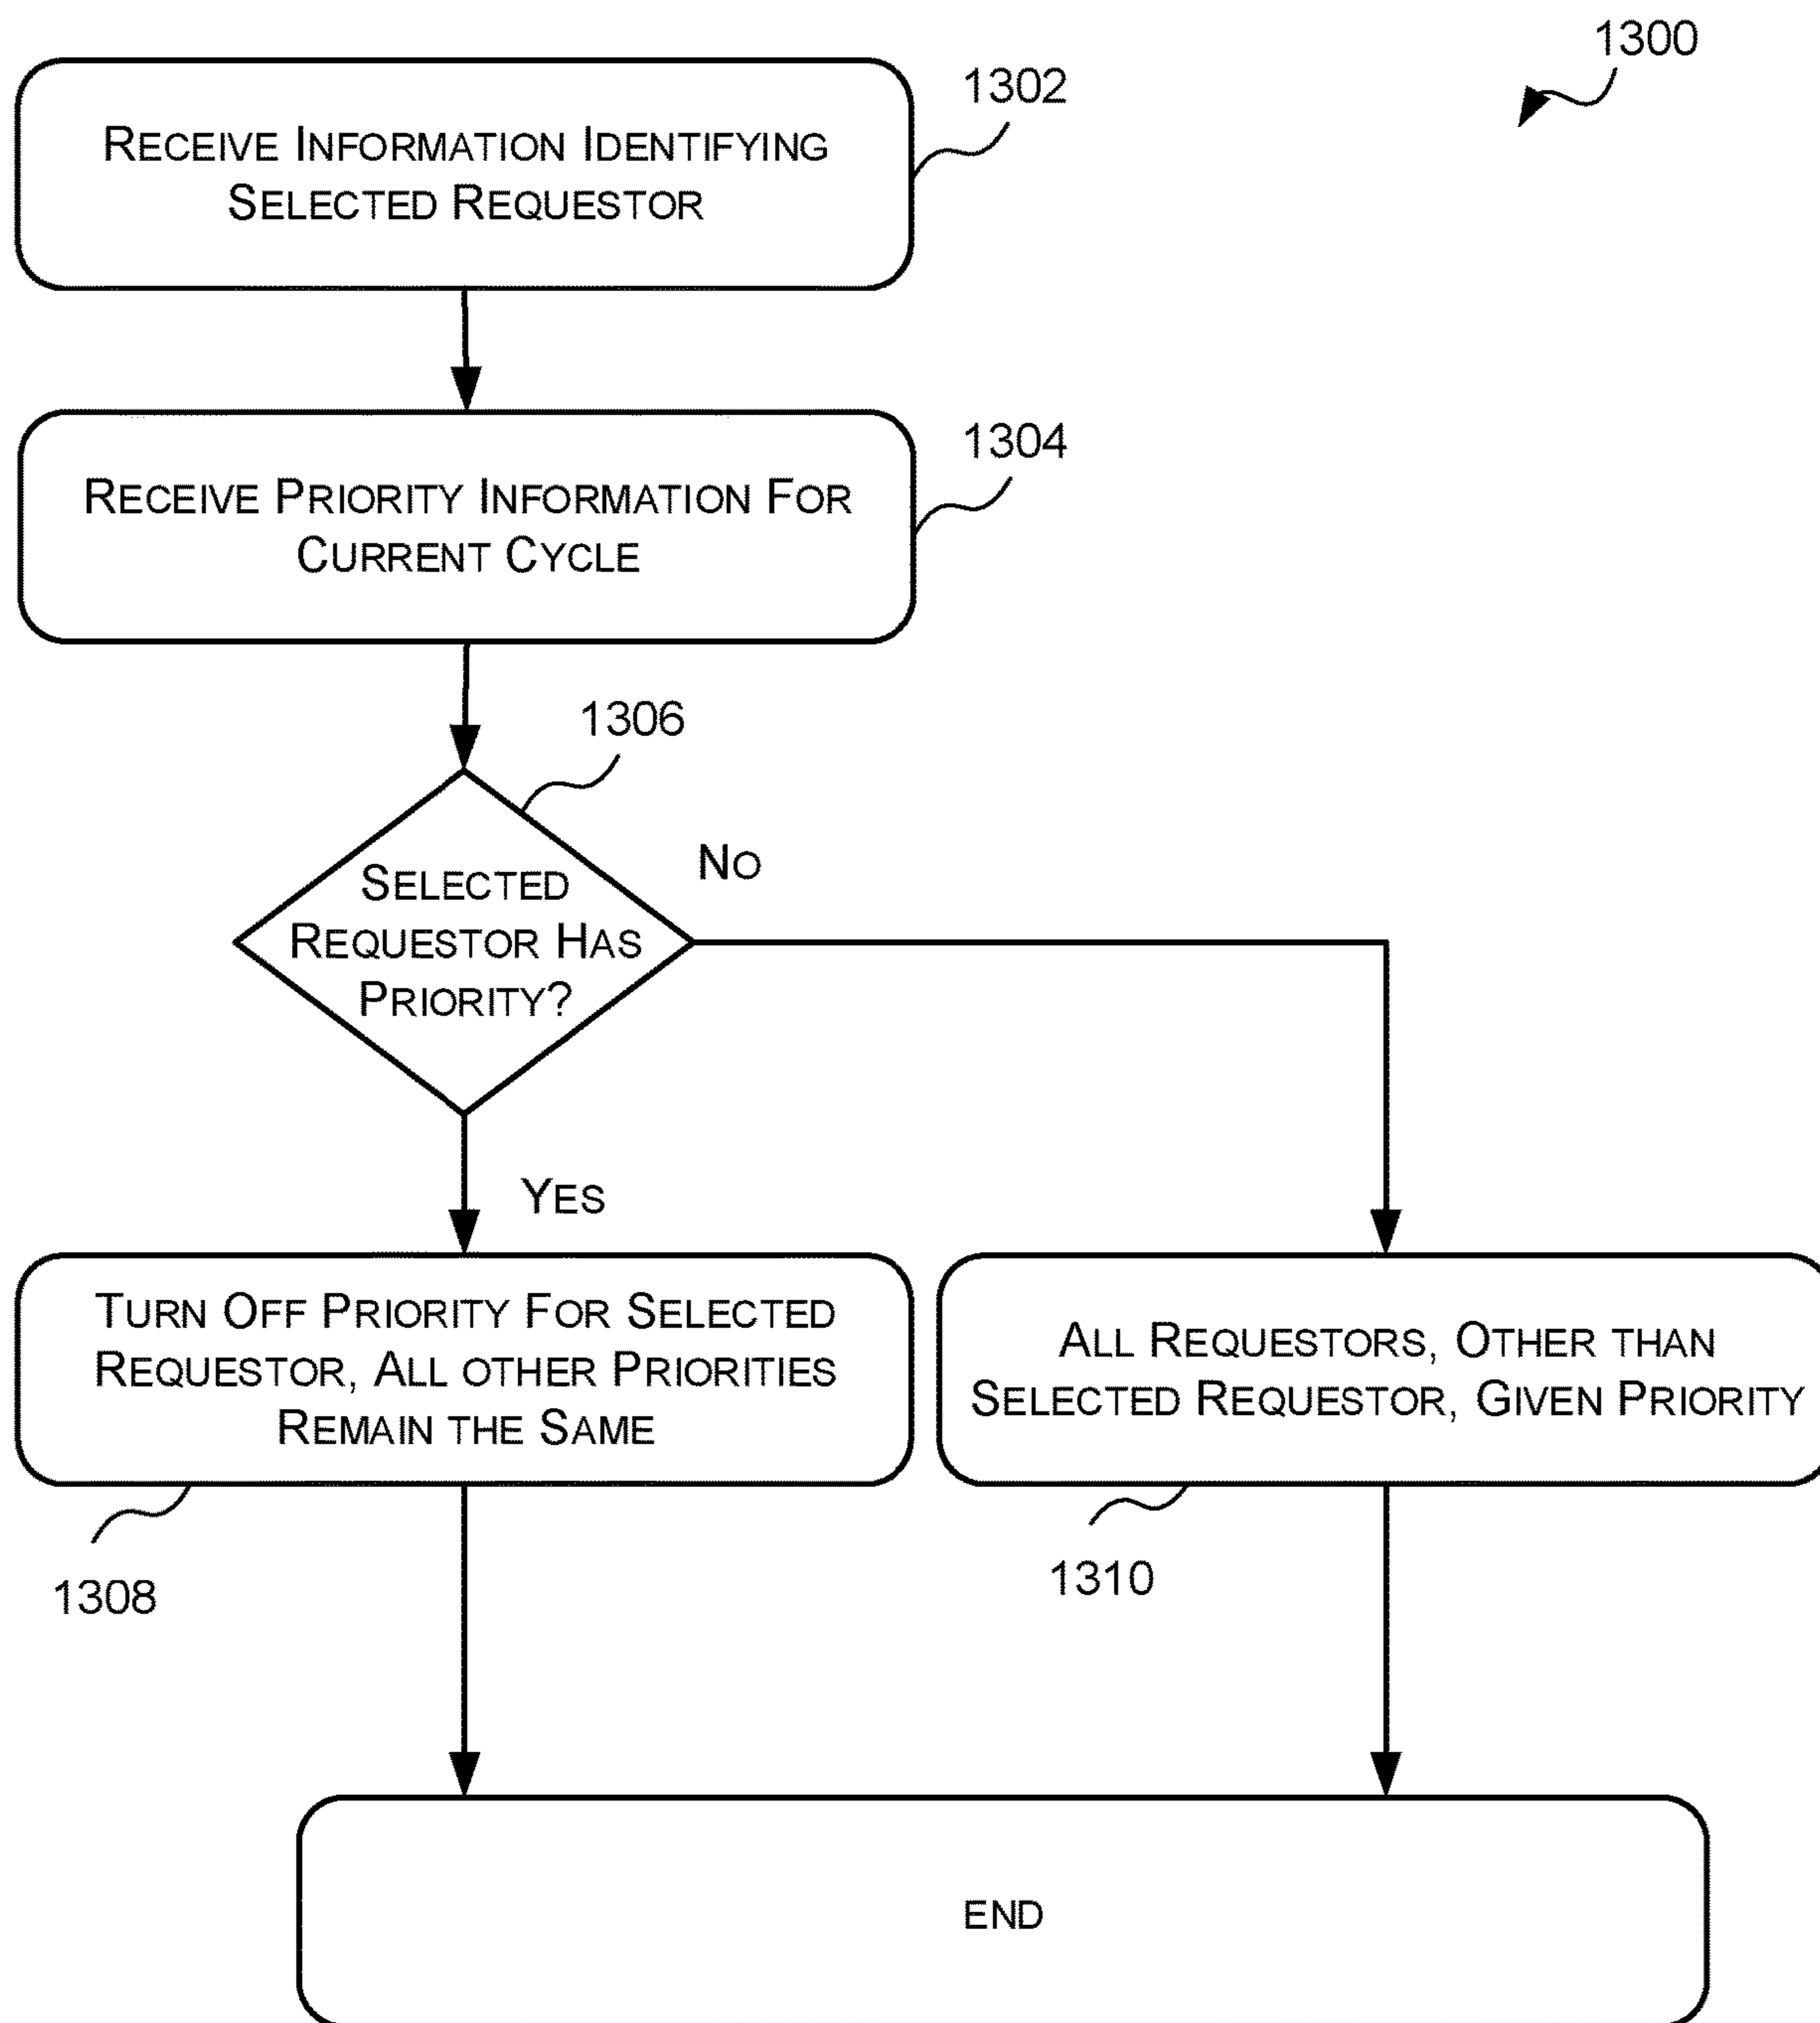 1300
1302
RECEIVE INFORMATION IDENTIFYING
SELECTED REQUESTOR
1304
RECEIVE PRIORITY INFORMATION FOR
CURRENT CYCLE
1306
SELECTED
REQUESTOR HAS
PRIORITY?
NO
YES
TURN OFF PRIORITY FOR SELECTED
REQUESTOR, ALL OTHER PRIORITIES
REMAIN THE SAME
1308
ALL REQUESTORS, OTHER THAN
SELECTED REQUESTOR, GIVEN PRIORITY
1310
END